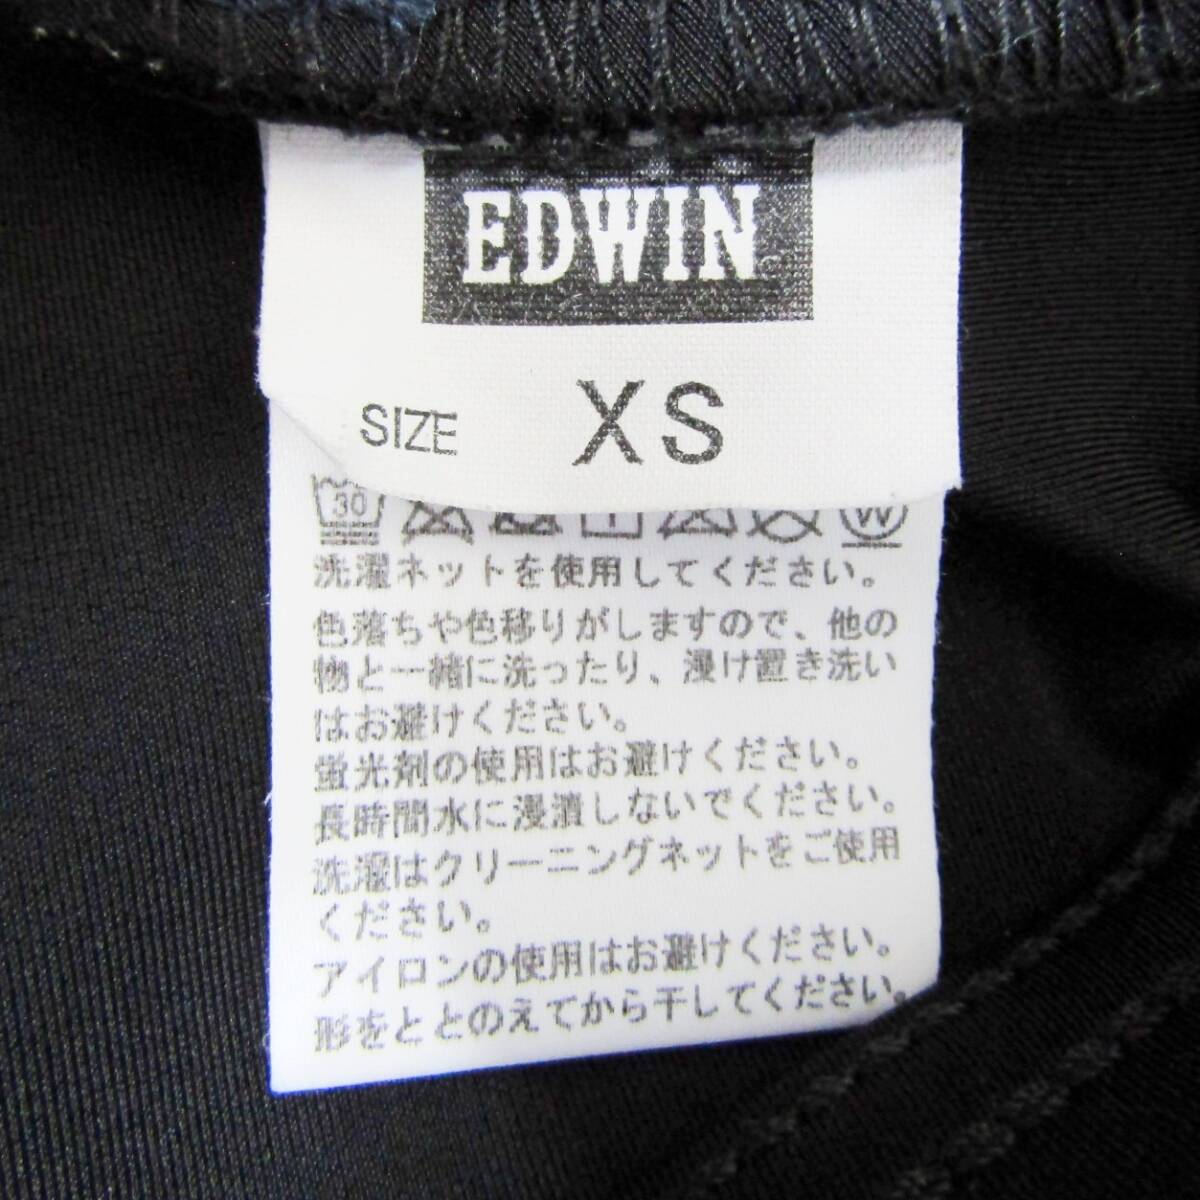 EDWIN
SIZE XS
30 W
洗濯ネットを使用してください。
色落ちや色移りがしますので、他の
物と一緒に洗ったり、浸け置き洗い
はお避けください。
蛍光剤の使用はお避けください。
長時間水に浸漬しないでください。
洗濯はクリーニングネットをご使用
ください。
アイロンの使用はお避けください。
形をととのえてから干してください。